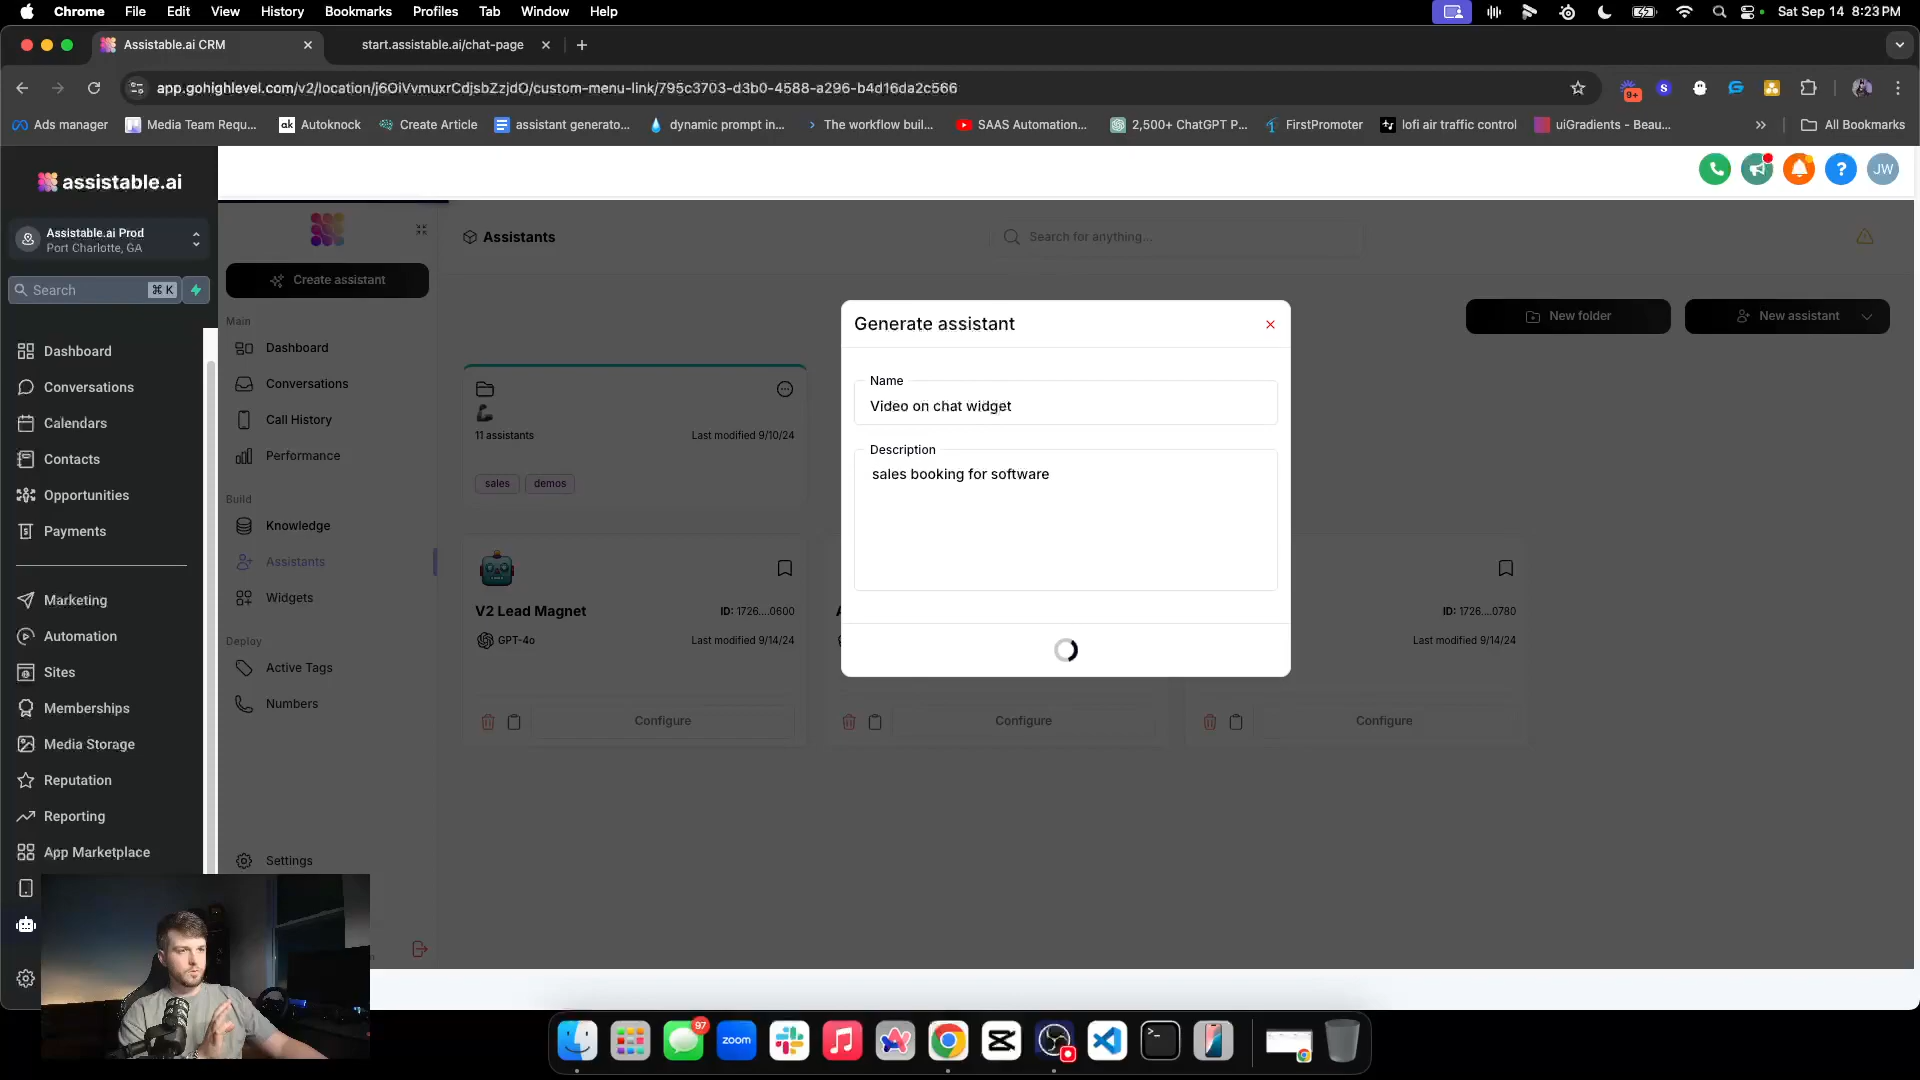 Chrome File Edit View History Bookmarks Profiles Tab Window Help
Sat Sep 14 8:23 PM
Assistable.ai CRM
start.assistable.ai/chat-page
app.gohighlevel.com/v2/location/j6OiVvmuxrCdjsbZzjdO/custom-menu-link/795c3703-d3b0-4588-a296-b4d16da2c566
9+
Ads manager
Media Team Requ...
ak Autoknock
Create Article
assistant generato...
dynamic prompt in...
The workflow buil...
SAAS Automation...
2,500+ ChatGPT P...
FirstPromoter
lofi air traffic control
uiGradients - Beau...
All Bookmarks
assistable.ai
JW
Assistable.ai Prod
Port Charlotte, GA
Search ⌘ K
Dashboard
Conversations
Calendars
Contacts
Opportunities
Payments
Marketing
Automation
Sites
Memberships
Media Storage
Reputation
Reporting
App Marketplace
Create assistant
Main
Dashboard
Conversations
Call History
Performance
Build
Knowledge
Assistants
Widgets
Deploy
Active Tags
Numbers
Settings
Assistants
Search for anything...
New folder
New assistant
11 assistants
Last modified 9/10/24
sales
demos
V2 Lead Magnet
ID: 1726....0600
GPT-4o
Last modified 9/14/24
Configure
Configure
ID: 1726....0780
Last modified 9/14/24
Configure
Generate assistant
Name
Video on chat widget
Description
sales booking for software
97
zoom